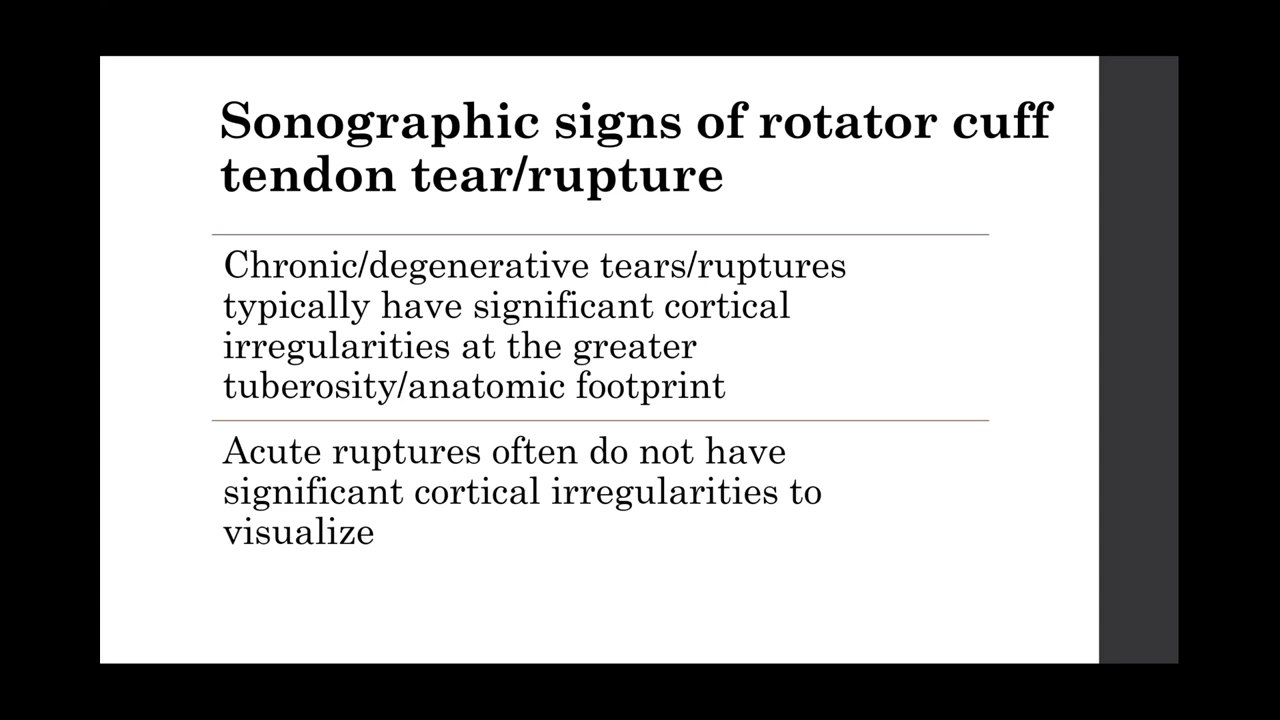 Sonographic signs of rotator cuff
tendon tear/rupture
Chronic/degenerative tears/ruptures
typically have significant cortical
irregularities at the greater
tuberosity/anatomic footprint
Acute ruptures often do not have
significant cortical irregularities to
visualize